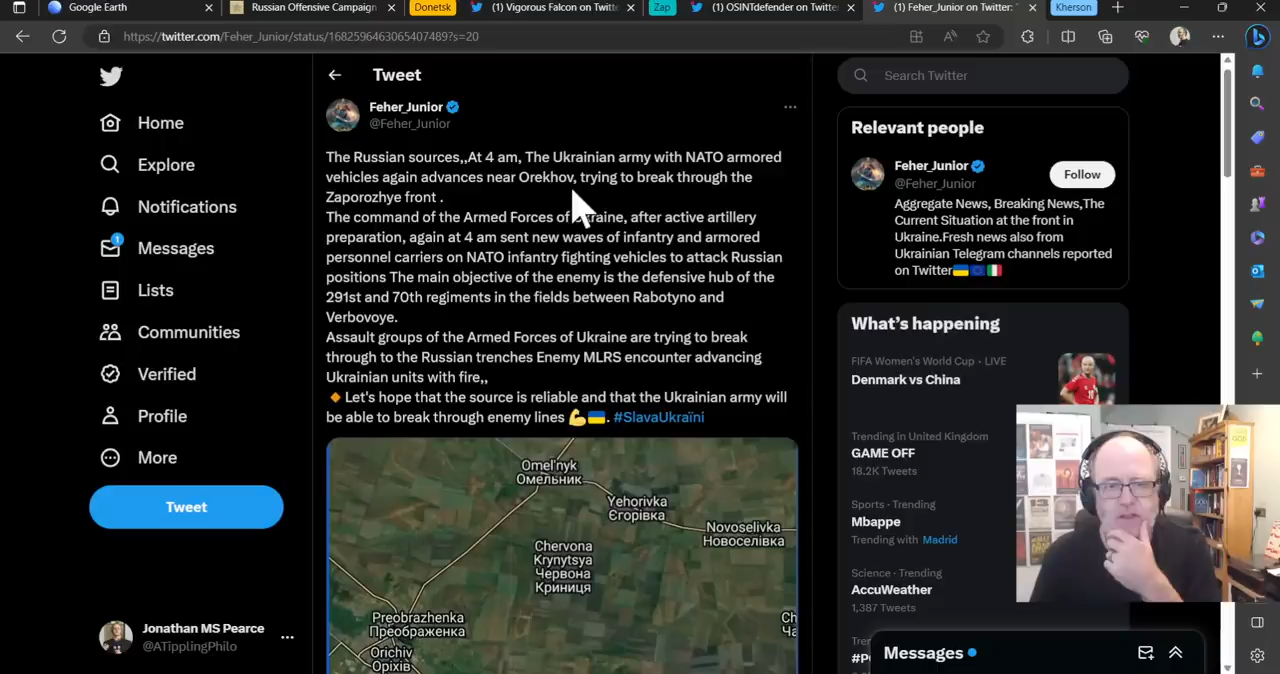 Google Earth
Russian Offensive Campaign
Donetsk
(1) Vigorous Falcon on Twitte
Zap
(1) OSINTdefender on Twitter
(1) Feher_Junior on Twitter: "
Kherson
https://twitter.com/Feher_Junior/status/1682596463065407489?s=20
Home
Explore
Notifications
1
Messages
Lists
Communities
Verified
Profile
More
Tweet
Jonathan MS Pearce
@ATipplingPhilo
Tweet
Feher_Junior
@Feher_Junior
The Russian sources,,At 4 am, The Ukrainian army with NATO armored
vehicles again advances near Orekhov, trying to break through the
Zaporozhye front .
The command of the Armed Forces of Ukraine, after active artillery
preparation, again at 4 am sent new waves of infantry and armored
personnel carriers on NATO infantry fighting vehicles to attack Russian
positions The main objective of the enemy is the defensive hub of the
291st and 70th regiments in the fields between Rabotyno and
Verbovoye.
Assault groups of the Armed Forces of Ukraine are trying to break
through to the Russian trenches Enemy MLRS encounter advancing
Ukrainian units with fire,,
🔸Let's hope that the source is reliable and that the Ukrainian army will
be able to break through enemy lines 💪🇺🇦. #SlavaUkraïni
Omel'nyk
Омельник
Yehorivka
Єгорівка
Novoselivka
Новоселівка
Chervona
Krynytsya
Червона
Криниця
Preobrazhenka
Преображенка
Orichiv
Оріхів
Ch
Ча
Search Twitter
Relevant people
Feher_Junior
@Feher_Junior
Follow
Aggregate News, Breaking News,The
Current Situation at the front in
Ukraine.Fresh news also from
Ukrainian Telegram channels reported
on Twitter🇺🇦🇪🇺🇮🇹
What's happening
FIFA Women's World Cup · LIVE
Denmark vs China
Trending in United Kingdom
GAME OFF
18.2K Tweets
Sports · Trending
Mbappe
Trending with Madrid
Science · Trending
AccuWeather
1,387 Tweets
Tre
#P
Messages
GOD